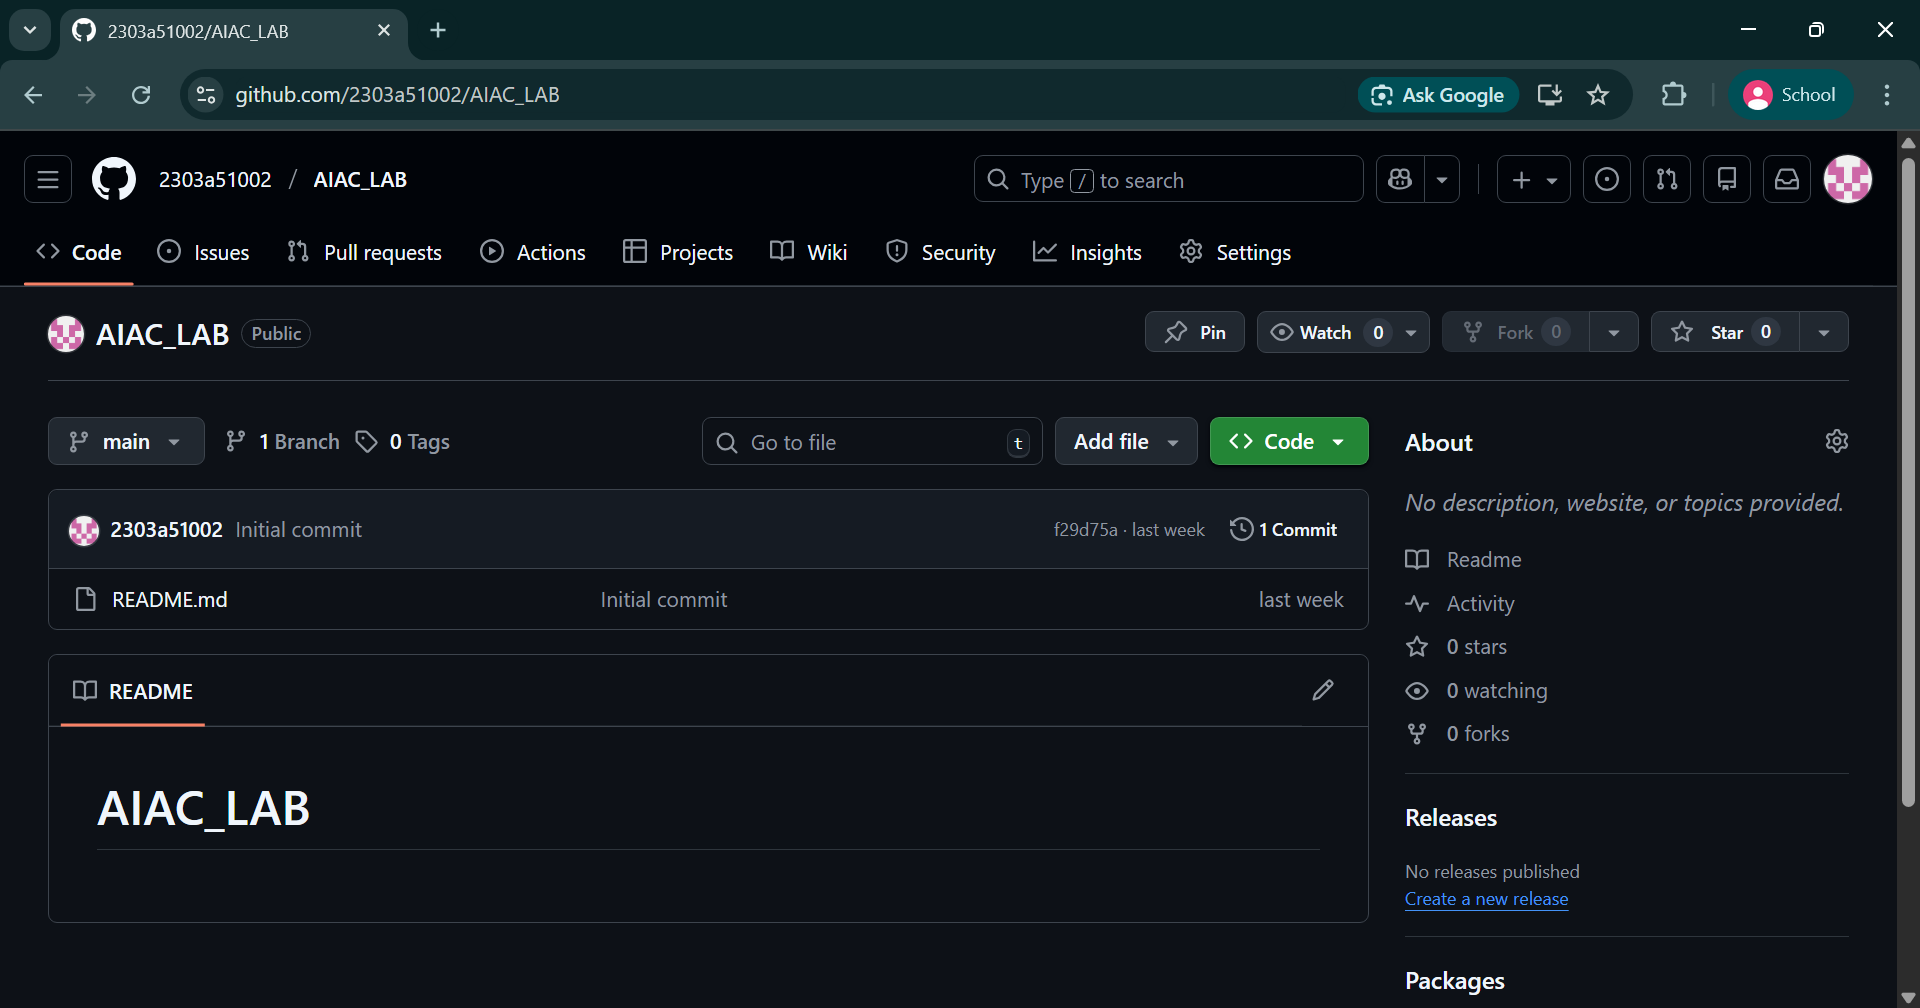 2303a51002/AIAC_LAB
github.com/2303a51002/AIAC_LAB
Ask Google
School
2303a51002 / AIAC_LAB
Type / to search
Code
Issues
Pull requests
Actions
Projects
Wiki
Security
Insights
Settings
AIAC_LAB
Public
Pin
Watch 0
Fork 0
Star 0
main
1 Branch
0 Tags
Go to file
t
Add file
Code
2303a51002 Initial commit
f29d75a · last week
1 Commit
README.md
Initial commit
last week
README
AIAC_LAB
About
No description, website, or topics provided.
Readme
Activity
0 stars
0 watching
0 forks
Releases
No releases published
Create a new release
Packages